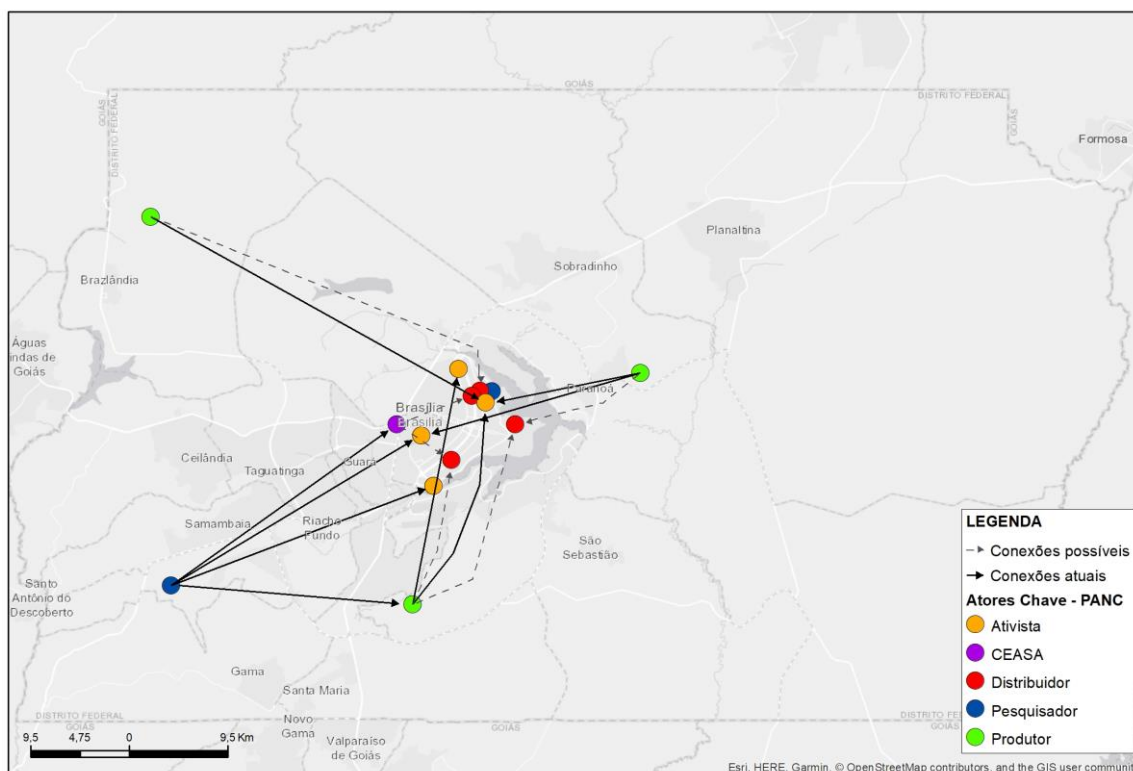 GOIÁS
DISTRITO FEDERAL
GOIÁS
DISTRITO FEDERAL
GOIÁS
Formosa
Planaltina
Sobradinho
Brazlândia
Águas
indas de
Goiás
Paranoá
Brasília
Brasília
Ceilândia
Taguatinga
Guará
Samambaia
Riacho
Fundo
São
Sebastião
Santo
Antônio do
Descoberto
Gama
Santa Maria
Novo
Gama
Valparaíso
de Goiás
DISTRITO FEDERAL
GOIÁS
GOIÁS
DISTRITO FEDERAL
GOIÁS
LEGENDA
Conexões possíveis
Conexões atuais
Atores Chave - PANC
Ativista
CEASA
Distribuidor
Pesquisador
Produtor
9,5 4,75 0 9,5 Km
Esri, HERE, Garmin, © OpenStreetMap contributors, and the GIS user communit